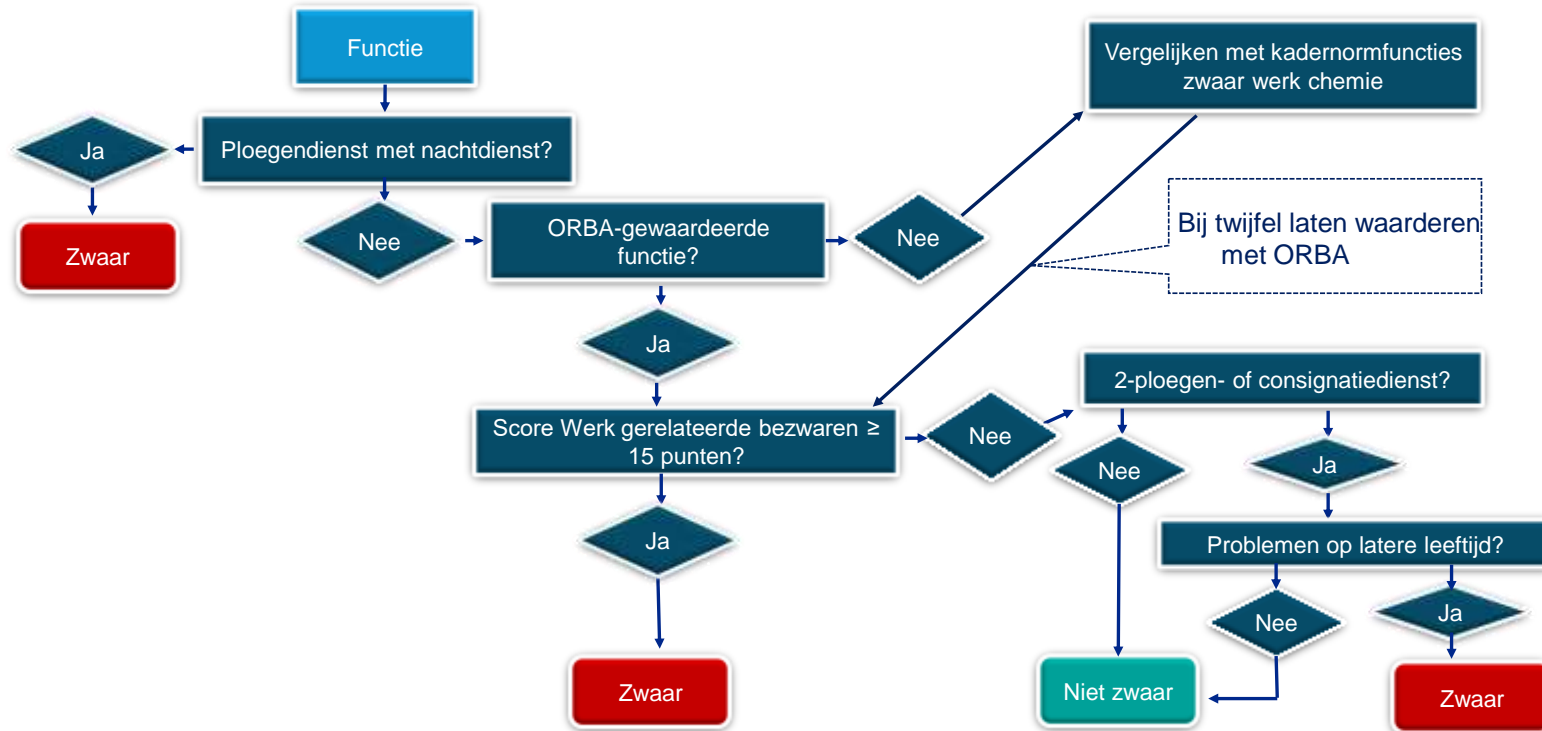 Functie
Vergelijken met kadernormfuncties
zwaar werk chemie
Ja
Ploegendienst met nachtdienst?
Zwaar
Nee
ORBA-gewaardeerde
functie?
Nee
Bij twijfel laten waarderen
met ORBA
Ja
2-ploegen- of consignatiedienst?
Score Werk gerelateerde bezwaren ≥
15 punten?
Nee
Nee
Ja
Ja
Problemen op latere leeftijd?
Nee
Ja
Zwaar
Niet zwaar
Zwaar